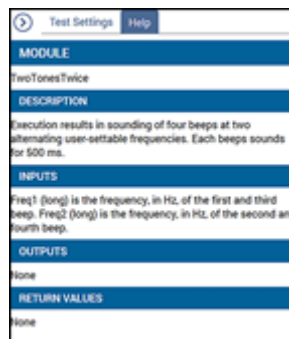 Test Settings Help
MODULE
TwoTonesTwice
DESCRIPTION
Execution results in sounding of four beeps at two
alternating user-settable frequencies. Each beeps sounds
for 500 ms.
INPUTS
Freq1 (long) is the frequency, in Hz, of the first and third
beep. Freq2 (long) is the frequency, in Hz, of the second an
fourth beep.
OUTPUTS
None
RETURN VALUES
None